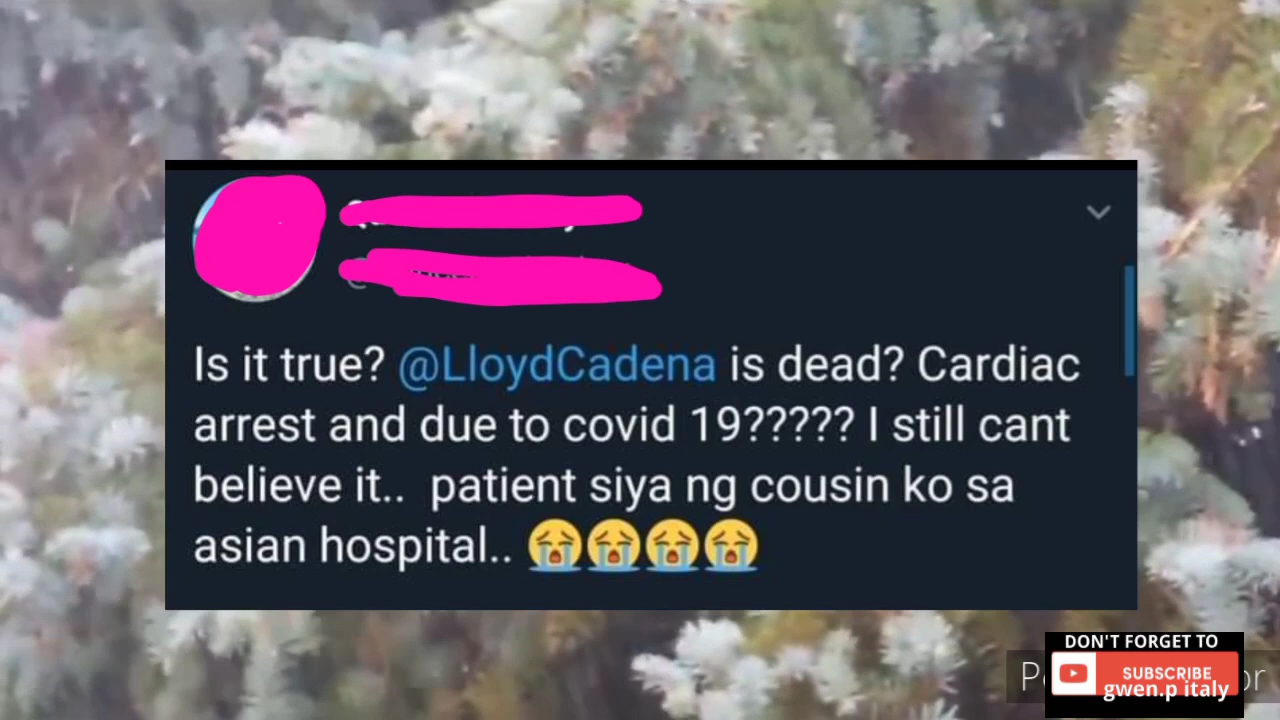 Is it true? @LloydCadena is dead? Cardiac
arrest and due to covid 19????? I still cant
believe it.. patient siya ng cousin ko sa
asian hospital.. 😭😭😭😭
DON'T FORGET TO
SUBSCRIBE
gwen.p italy